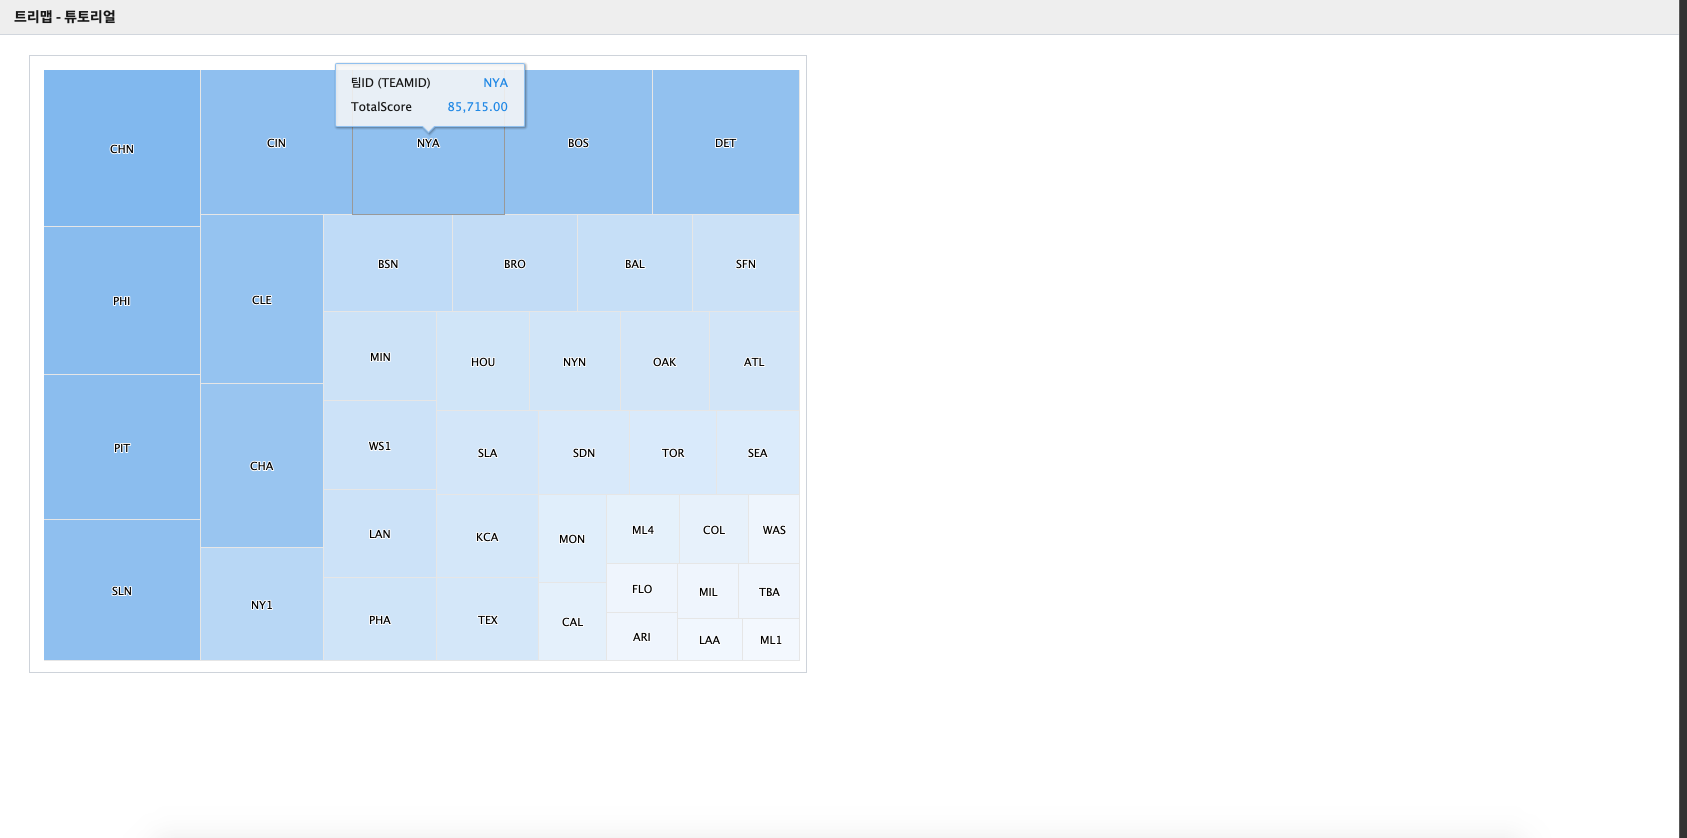 트리맵 - 튜토리얼
팀ID (TEAMID) NYA
TotalScore 85,715.00
CHN
CIN
NYA
BOS
DET
PHI
CLE
BSN
BRO
BAL
SFN
MIN
HOU
NYN
OAK
ATL
PIT
CHA
WS1
SLA
SDN
TOR
SEA
SLN
NY1
LAN
KCA
MON
ML4
COL
WAS
PHA
TEX
CAL
FLO
MIL
TBA
ARI
LAA
ML1